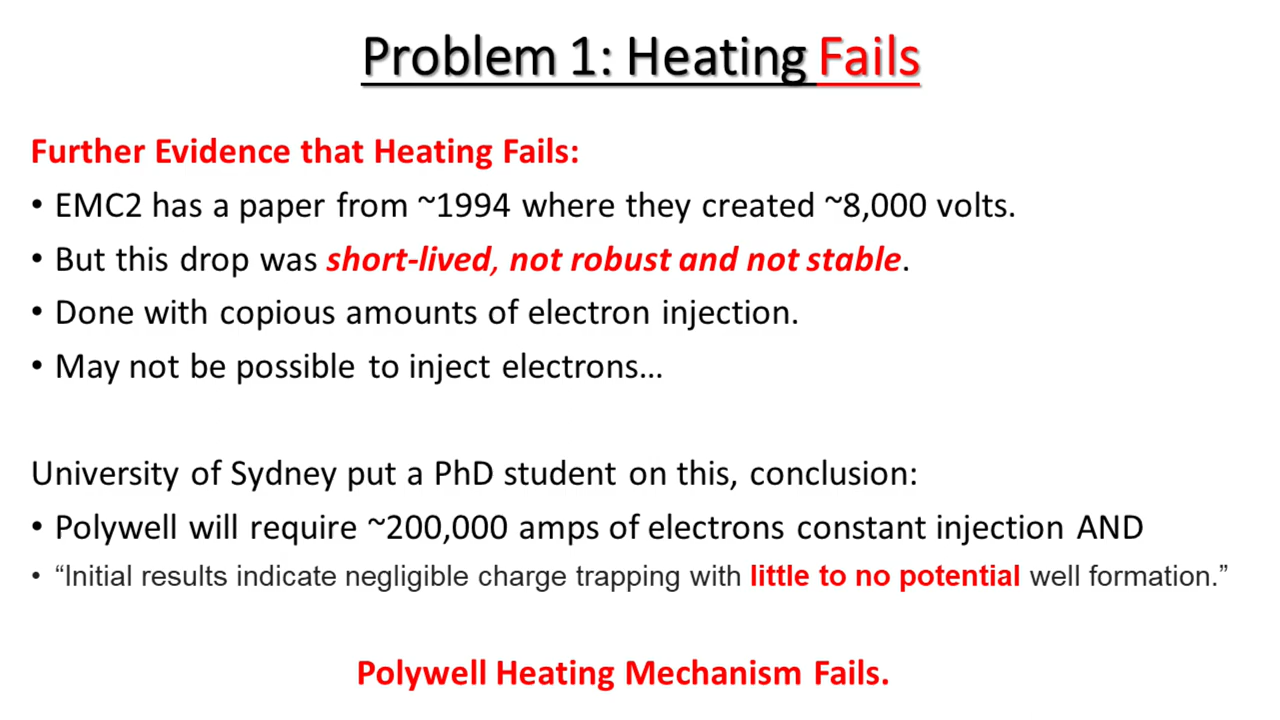 Problem 1: Heating Fails
Further Evidence that Heating Fails:
• EMC2 has a paper from ~1994 where they created ~8,000 volts.
• But this drop was short-lived, not robust and not stable.
• Done with copious amounts of electron injection.
• May not be possible to inject electrons…
University of Sydney put a PhD student on this, conclusion:
• Polywell will require ~200,000 amps of electrons constant injection AND
• “Initial results indicate negligible charge trapping with little to no potential well formation.”
Polywell Heating Mechanism Fails.